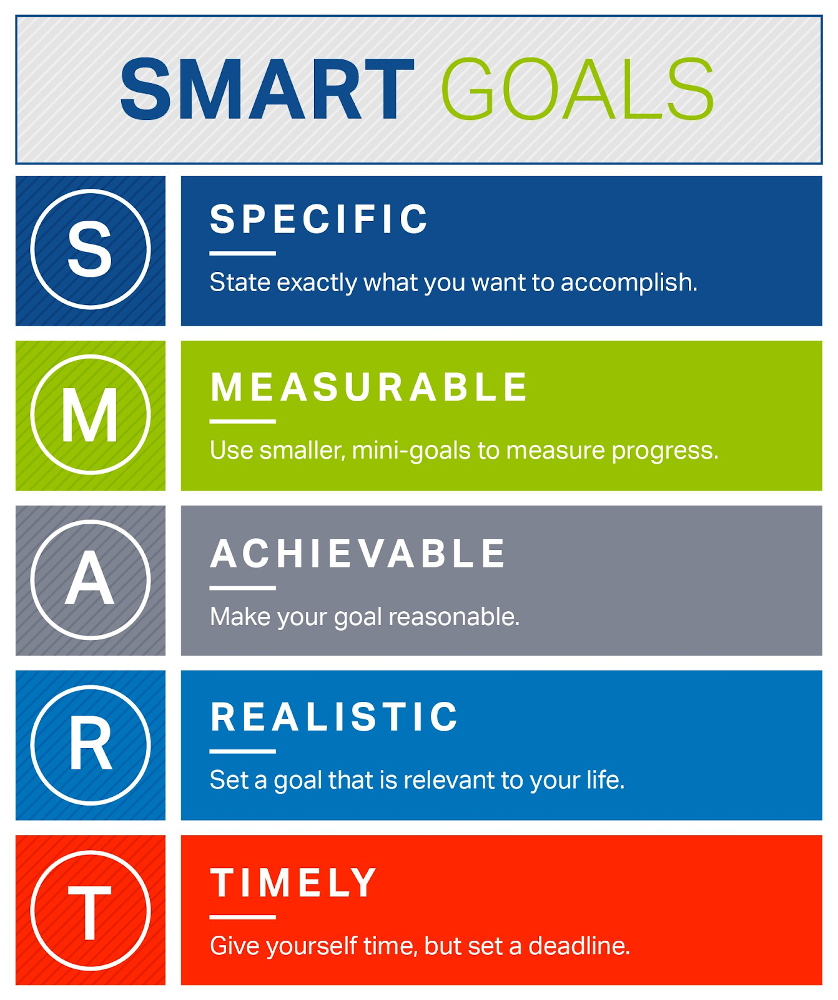 SMART GOALS
S
SPECIFIC
State exactly what you want to accomplish.
M
MEASURABLE
Use smaller, mini-goals to measure progress.
A
ACHIEVABLE
Make your goal reasonable.
R
REALISTIC
Set a goal that is relevant to your life.
T
TIMELY
Give yourself time, but set a deadline.